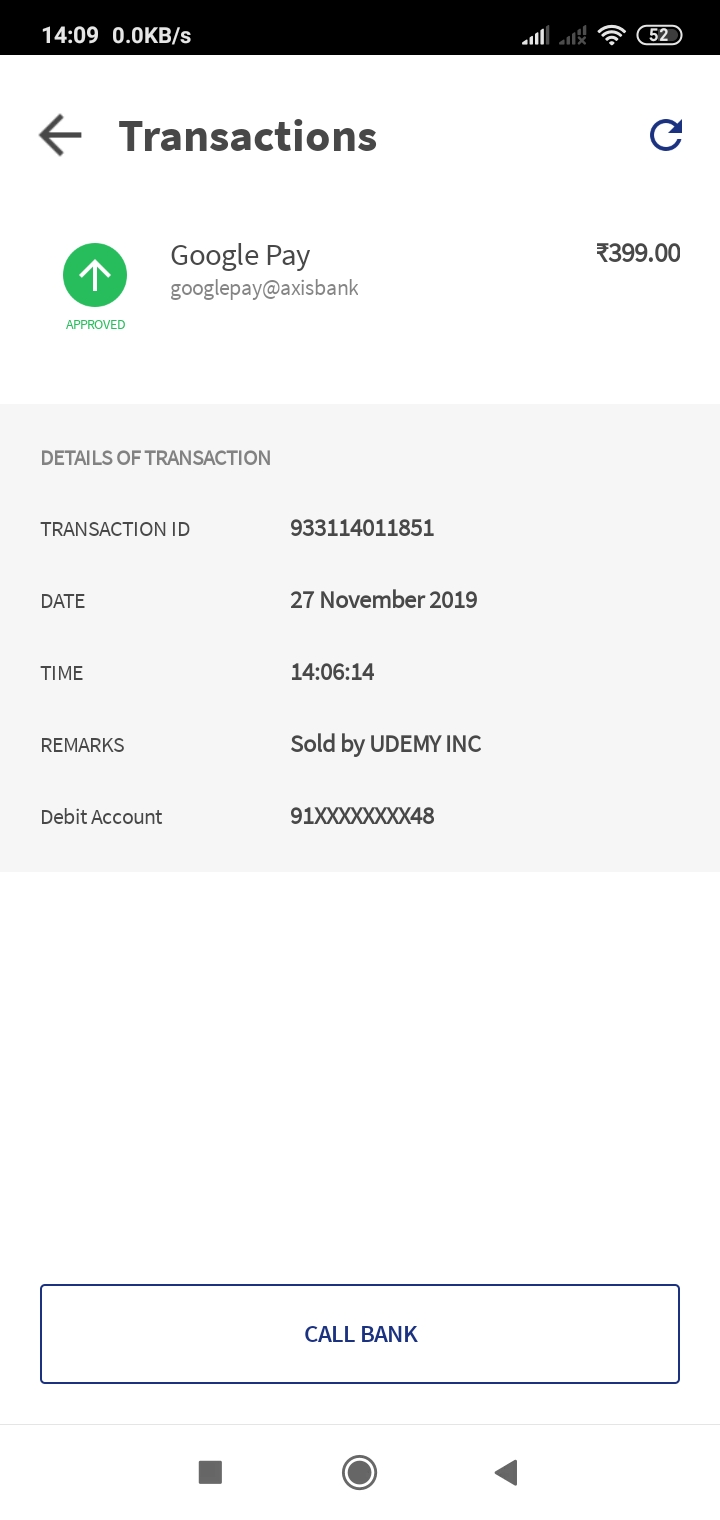 14:09 0.0KB/s 52
Transactions
Google Pay ₹399.00
googlepay@axisbank
APPROVED
DETAILS OF TRANSACTION
TRANSACTION ID 933114011851
DATE 27 November 2019
TIME 14:06:14
REMARKS Sold by UDEMY INC
Debit Account 91XXXXXXXX48
CALL BANK